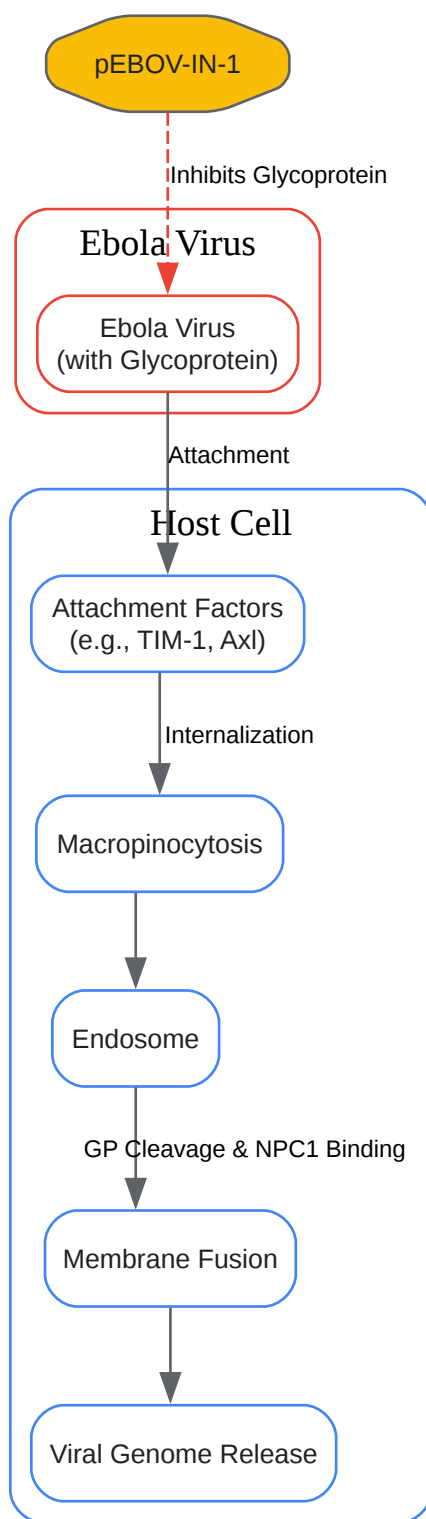 pEBOV-IN-1
Inhibits Glycoprotein
Ebola Virus
Ebola Virus
(with Glycoprotein)
Attachment
Host Cell
Attachment Factors
(e.g., TIM-1, Axl)
Internalization
Macropinocytosis
Endosome
GP Cleavage & NPC1 Binding
Membrane Fusion
Viral Genome Release